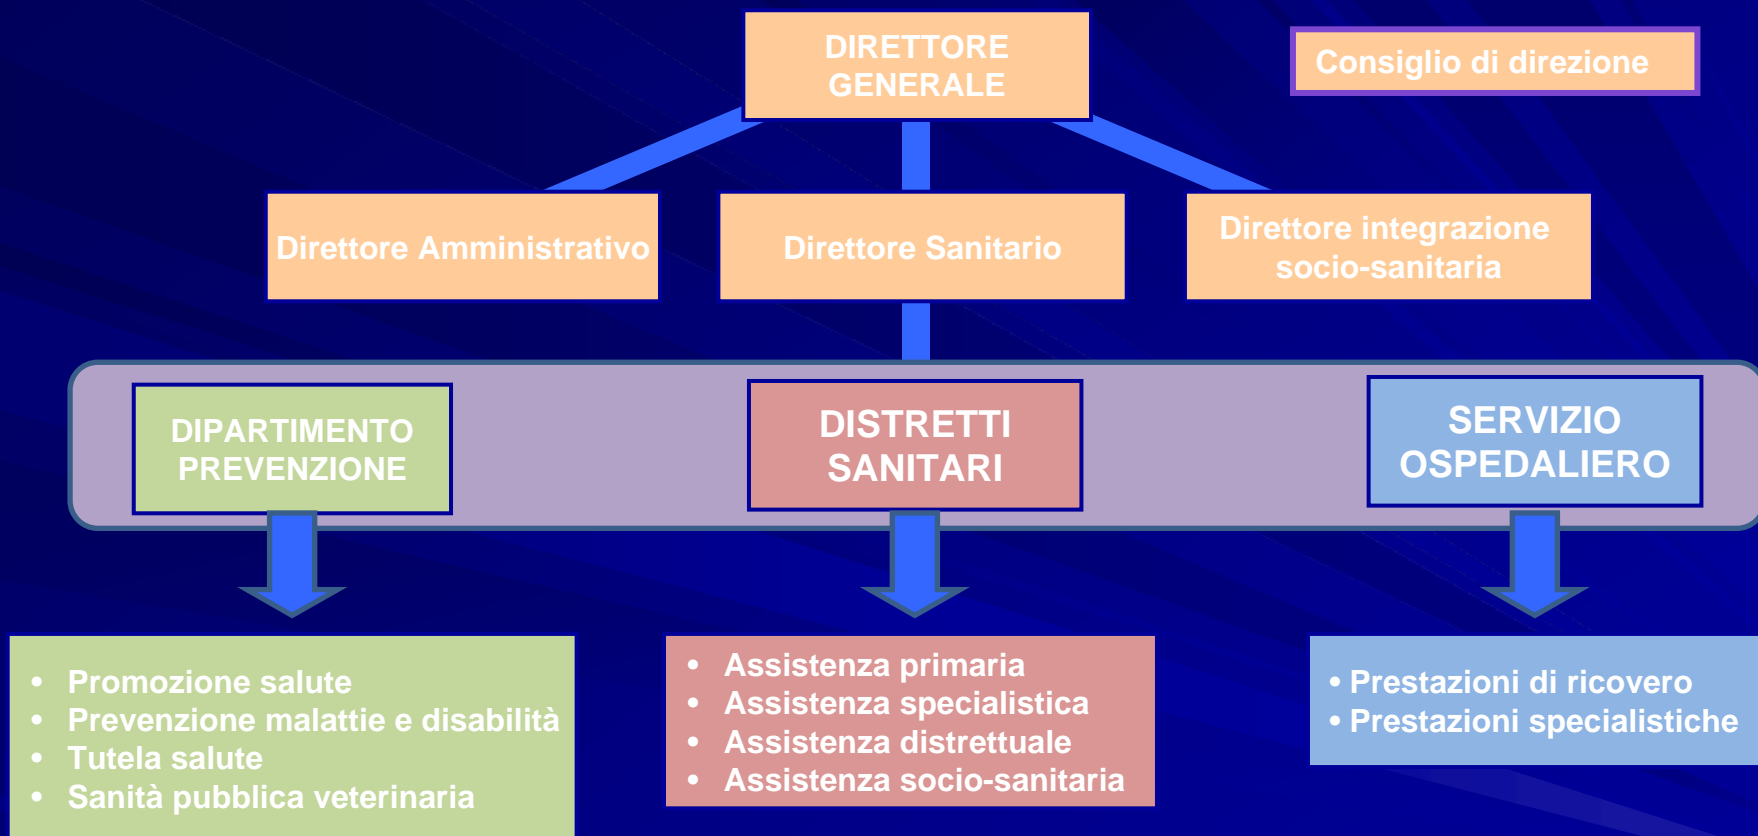 DIRETTORE
GENERALE
Consiglio di direzione
Direttore Amministrativo
Direttore Sanitario
Direttore integrazione
socio-sanitaria
DIPARTIMENTO
PREVENZIONE
DISTRETTI
SANITARI
SERVIZIO
OSPEDALIERO
• Promozione salute
• Prevenzione malattie e disabilità
• Tutela salute
• Sanità pubblica veterinaria
• Assistenza primaria
• Assistenza specialistica
• Assistenza distrettuale
• Assistenza socio-sanitaria
• Prestazioni di ricovero
• Prestazioni specialistiche